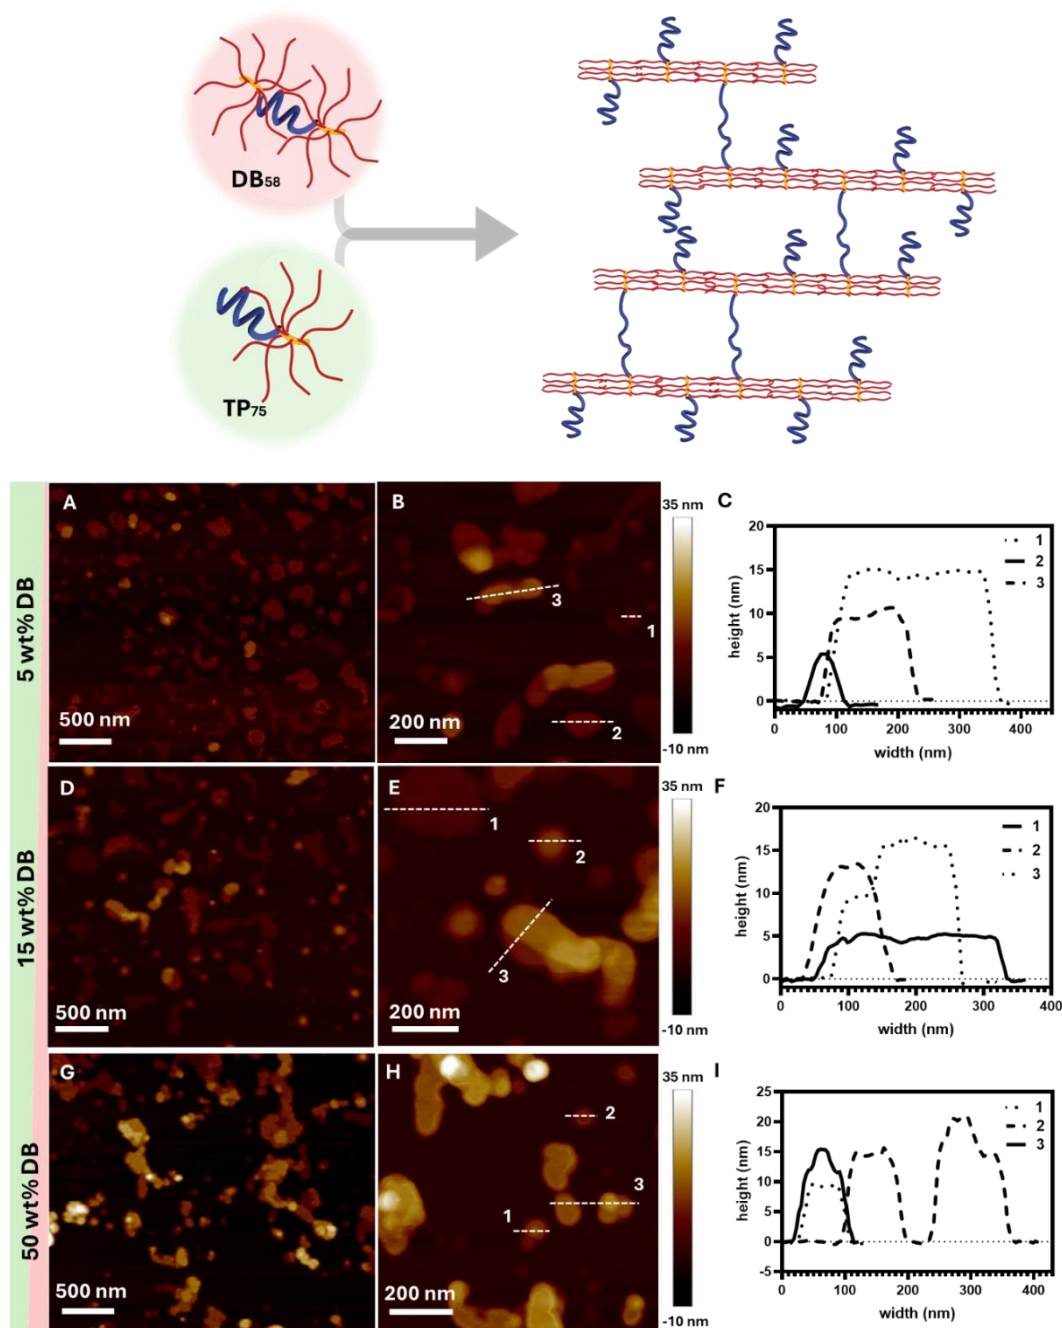 DB58
TP75
5 wt% DB
15 wt% DB
50 wt% DB
A
500 nm
B
3
1
2
200 nm
35 nm
-10 nm
C
1
2
3
height (nm)
20
15
10
5
0
0 100 200 300 400
width (nm)
D
500 nm
E
1
2
3
200 nm
35 nm
-10 nm
F
1
2
3
height (nm)
20
15
10
5
0
0 100 200 300 400
width (nm)
G
500 nm
H
2
3
1
200 nm
35 nm
-10 nm
I
1
2
3
height (nm)
25
20
15
10
5
0
-5
0 100 200 300 400
width (nm)